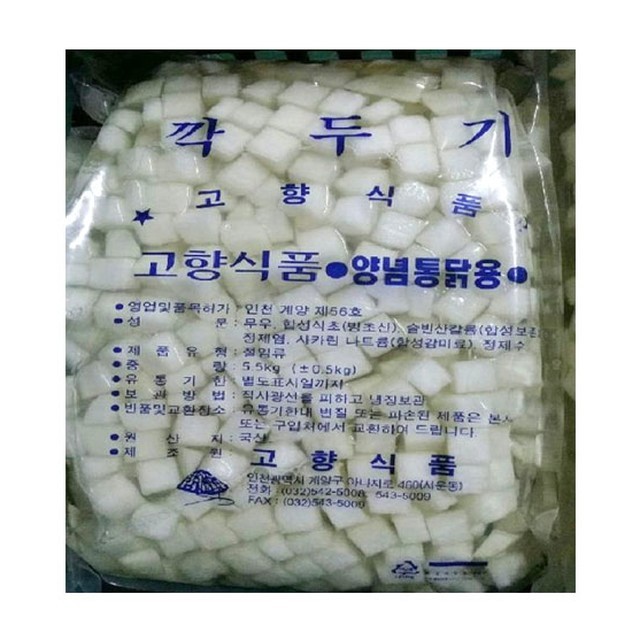 깍두기
★ 고향식품
고향식품●양념통닭용●
● 영업및품목허가 : 인천 계양 제56호
● 성 분 : 무우, 합성식초(빙초산), 솔빈산칼륨(합성보존
정제염, 사카린 나트륨(합성감미료), 정제수
● 제품유형 : 절임류
● 중 량 : 5.5kg (±0.5kg)
● 유통기한 : 별도표시일까지
● 보관방법 : 직사광선을 피하고 냉장보관
● 반품및교환장소 : 유통기한내 변질 또는 파손된 제품은 본사
또는 구입처에서 교환하여 드립니다.
● 원산지 : 국산
● 제조원 : 고향식품
인천광역시 계양구 아나지로 460(서운동)
전화 : (032)542-5008, 543-5009
FAX : (032)543-5006